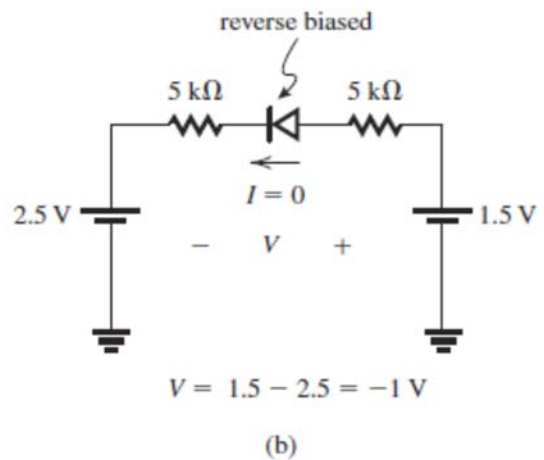 reverse biased
5 kΩ 5 kΩ
I = 0
2.5 V 1.5 V
− V +
V = 1.5 − 2.5 = −1 V
(b)